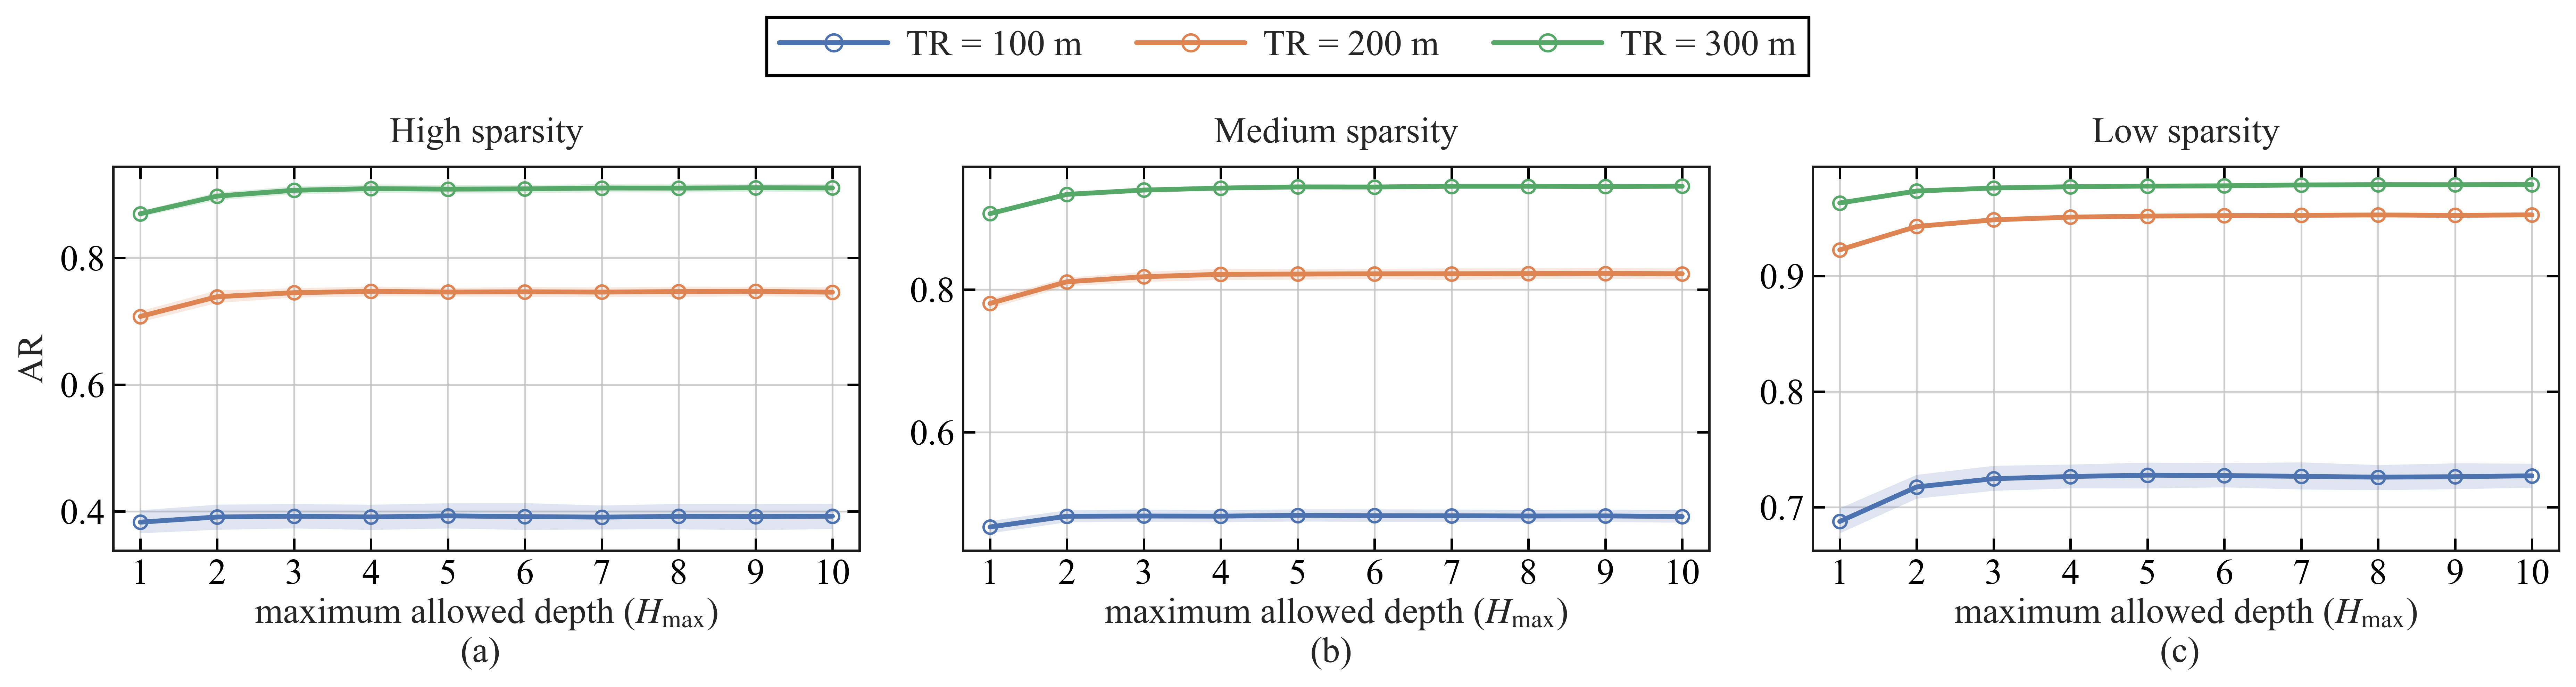 TR = 100 m TR = 200 m TR = 300 m
High sparsity
0.8
0.6
0.4
AR
1 2 3 4 5 6 7 8 9 10
maximum allowed depth (H_max)
(a)
Medium sparsity
0.8
0.6
1 2 3 4 5 6 7 8 9 10
maximum allowed depth (H_max)
(b)
Low sparsity
0.9
0.8
0.7
1 2 3 4 5 6 7 8 9 10
maximum allowed depth (H_max)
(c)